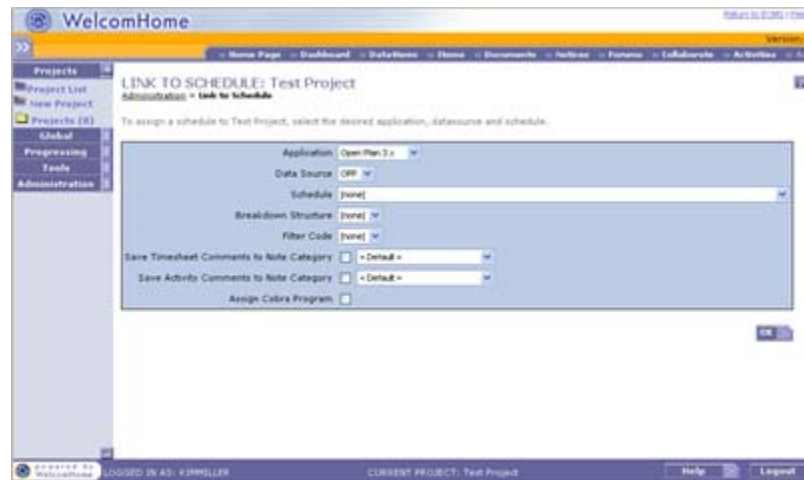 WelcomHome
Version
Home Page Dashboard DataItems Items Documents Notices Forums Collaborate Activities
Projects
Project List
New Project
Projects (8)
Global
Progressing
Tools
Administration
LINK TO SCHEDULE: Test Project
Administration > Link to Schedule
To assign a schedule to Test Project, select the desired application, datasource and schedule.
Application Open Plan 3.x
Data Source OPP
Schedule [none]
Breakdown Structure [none]
Filter Code [none]
Save Timesheet Comments to Note Category < Default >
Save Activity Comments to Note Category < Default >
Assign Cobra Program
OK
powered by
WelcomHome
LOGGED IN AS: KIMMILLER
CURRENT PROJECT: Test Project
Help
Logout